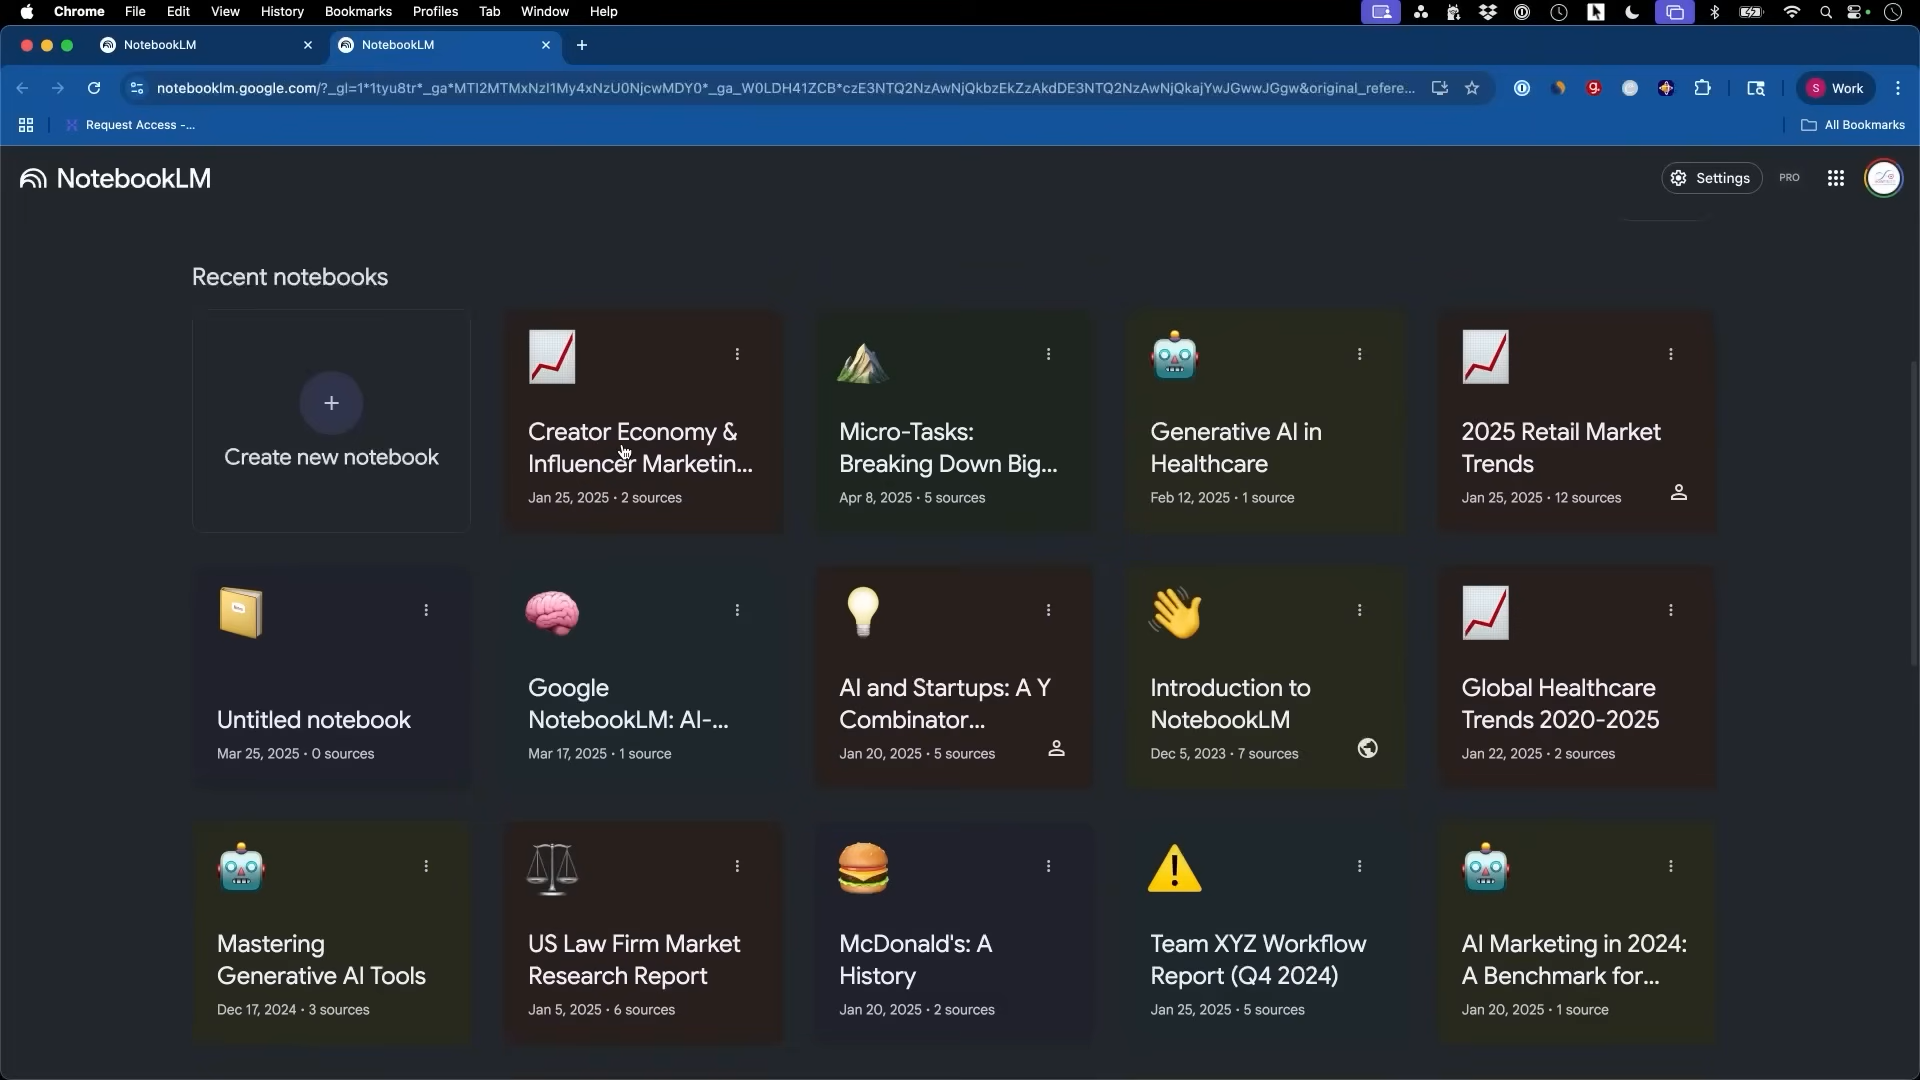 Chrome File Edit View History Bookmarks Profiles Tab Window Help
NotebookLM
NotebookLM
notebooklm.google.com/?_gl=1*1tyu8tr*_ga*MTI2MTMxNzI1My4xNzU0NjcwMDY0*_ga_W0LDH41ZCB*czE3NTQ2NzAwNjQkbzEkZzAkdDE3NTQ2NzAwNjQkajYwJGwwJGgw&original_refere...
S Work
Request Access -...
All Bookmarks
NotebookLM
Settings
PRO
Recent notebooks
Create new notebook
Creator Economy &
Influencer Marketin...
Jan 25, 2025 · 2 sources
Micro-Tasks:
Breaking Down Big...
Apr 8, 2025 · 5 sources
Generative AI in
Healthcare
Feb 12, 2025 · 1 source
2025 Retail Market
Trends
Jan 25, 2025 · 12 sources
Untitled notebook
Mar 25, 2025 · 0 sources
Google
NotebookLM: AI-...
Mar 17, 2025 · 1 source
AI and Startups: A Y
Combinator...
Jan 20, 2025 · 5 sources
Introduction to
NotebookLM
Dec 5, 2023 · 7 sources
Global Healthcare
Trends 2020-2025
Jan 22, 2025 · 2 sources
Mastering
Generative AI Tools
Dec 17, 2024 · 3 sources
US Law Firm Market
Research Report
Jan 5, 2025 · 6 sources
McDonald's: A
History
Jan 20, 2025 · 2 sources
Team XYZ Workflow
Report (Q4 2024)
Jan 25, 2025 · 5 sources
AI Marketing in 2024:
A Benchmark for...
Jan 20, 2025 · 1 source